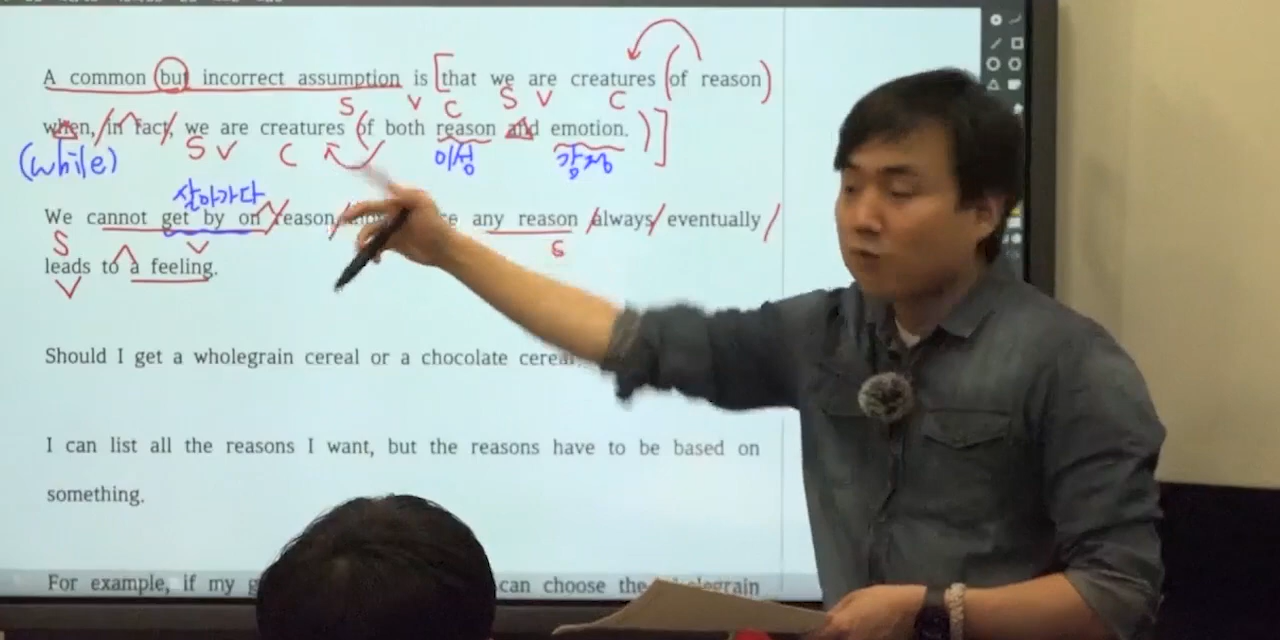 A common but incorrect assumption is [that we are creatures (of reason)
S V C S V C
when, in fact, we are creatures (of both reason and emotion.)]
(while) S V C 이성 감정
살아가다
We cannot get by on reason any reason always eventually
S V S
leads to a feeling.
V
Should I get a wholegrain cereal or a chocolate
I can list all the reasons I want, but the reasons have to be based on
something.
For example, if my can choose the wholegrain